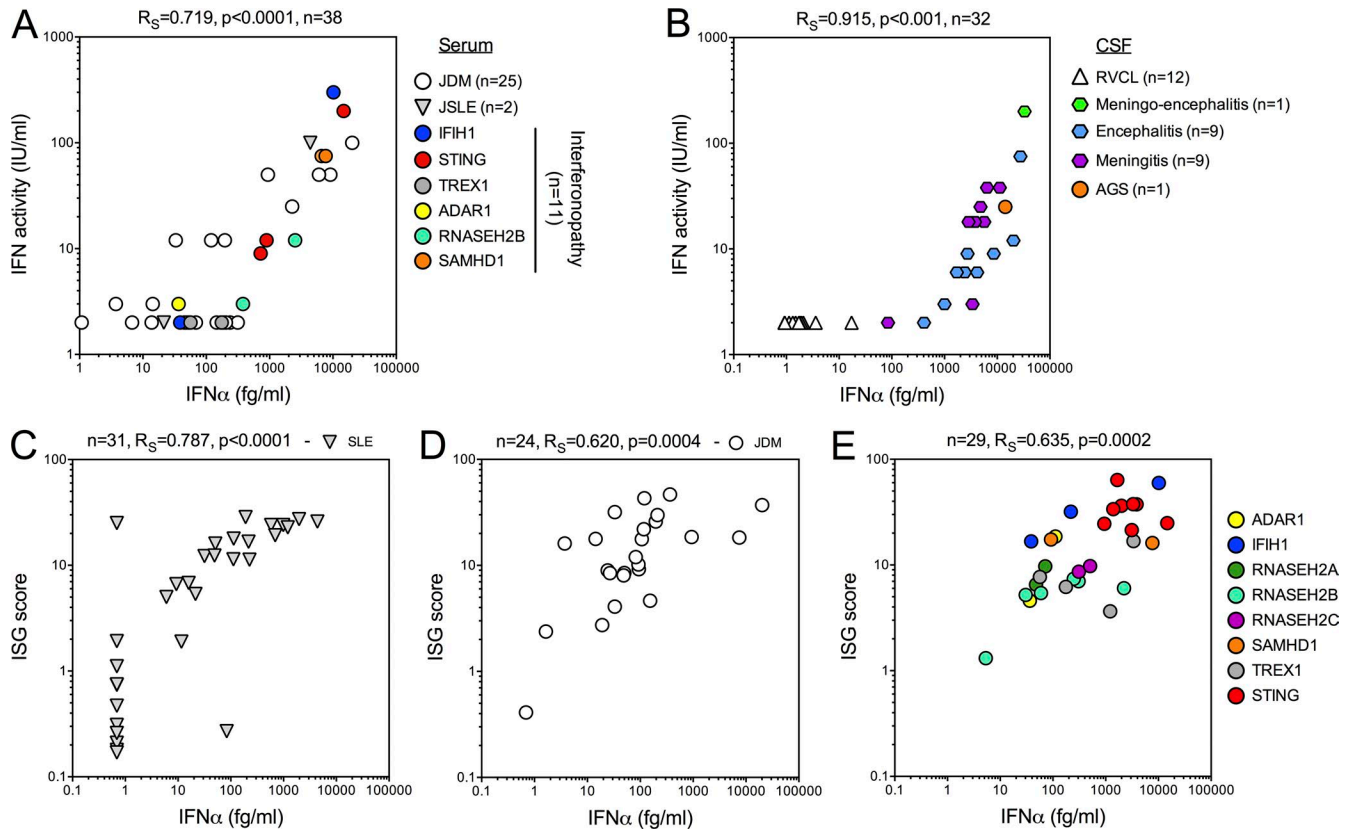 A
R_S=0.719, p<0.0001, n=38
IFN activity (IU/ml)
1000
100
10
1
1 10 100 1000 10000 100000
IFNα (fg/ml)
Serum
JDM (n=25)
JSLE (n=2)
IFIH1
STING
TREX1
ADAR1
RNASEH2B
SAMHD1
Interferonopathy
(n=11)
B
R_S=0.915, p<0.001, n=32
IFN activity (IU/ml)
1000
100
10
1
0.1 1 10 100 1000 10000 100000
IFNα (fg/ml)
CSF
RVCL (n=12)
Meningo-encephalitis (n=1)
Encephalitis (n=9)
Meningitis (n=9)
AGS (n=1)
C
n=31, R_S=0.787, p<0.0001 - SLE
ISG score
100
10
1
0.1
0.1 1 10 100 1000 10000 100000
IFNα (fg/ml)
D
n=24, R_S=0.620, p=0.0004 - JDM
ISG score
100
10
1
0.1
0.1 1 10 100 1000 10000 100000
IFNα (fg/ml)
E
n=29, R_S=0.635, p=0.0002
ISG score
100
10
1
0.1
0.1 1 10 100 1000 10000 100000
IFNα (fg/ml)
ADAR1
IFIH1
RNASEH2A
RNASEH2B
RNASEH2C
SAMHD1
TREX1
STING